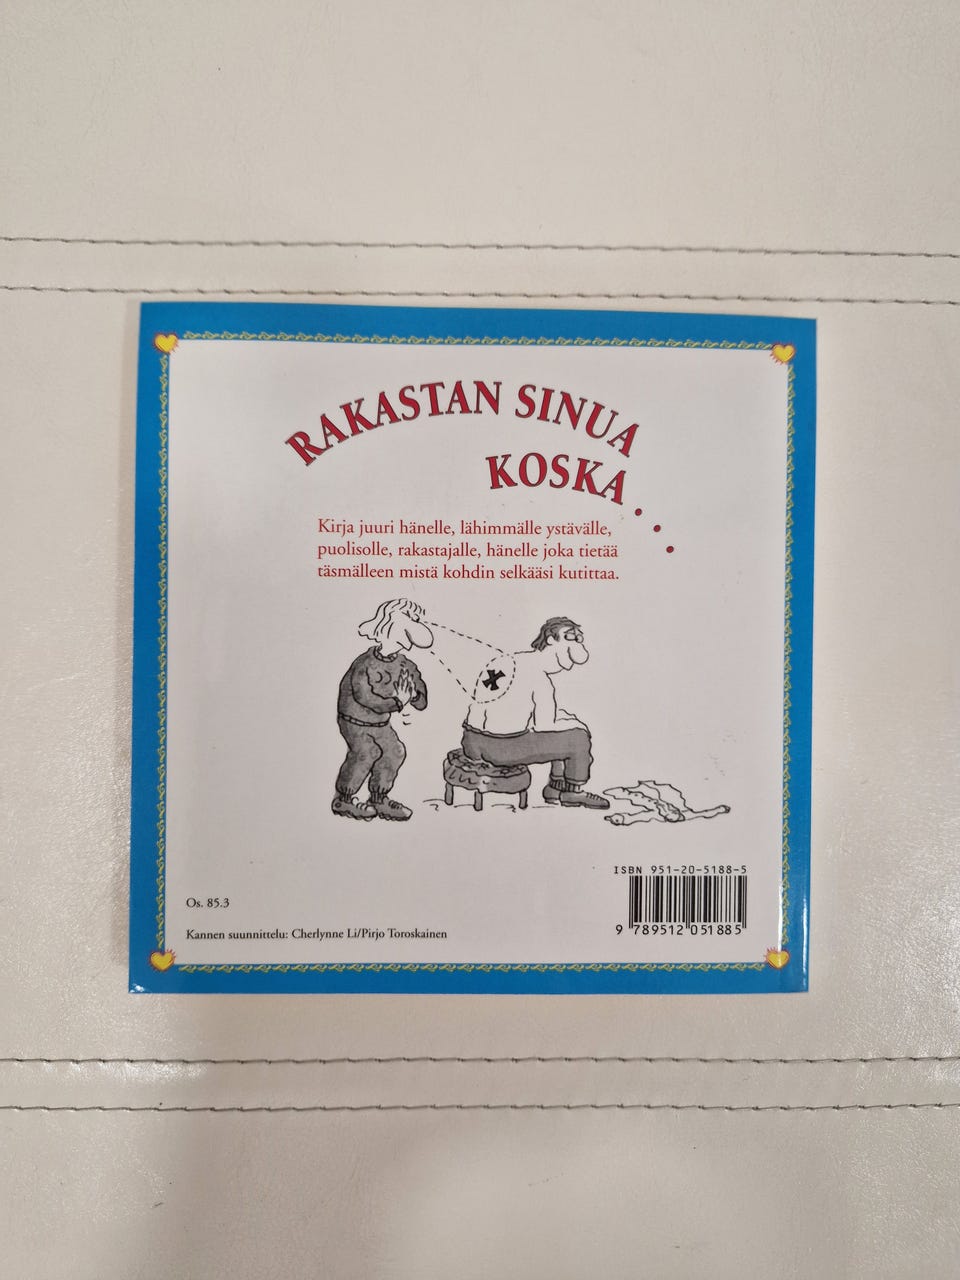 RAKASTAN SINUA
KOSKA...
Kirja juuri hänelle, lähimmälle ystävälle,
puolisolle, rakastajalle, hänelle joka tietää
täsmälleen mistä kohdin selkääsi kutittaa.
ISBN 951-20-5188-5
Os. 85.3
9 789512 051885
Kannen suunnittelu: Cherlynne Li/Pirjo Toroskainen